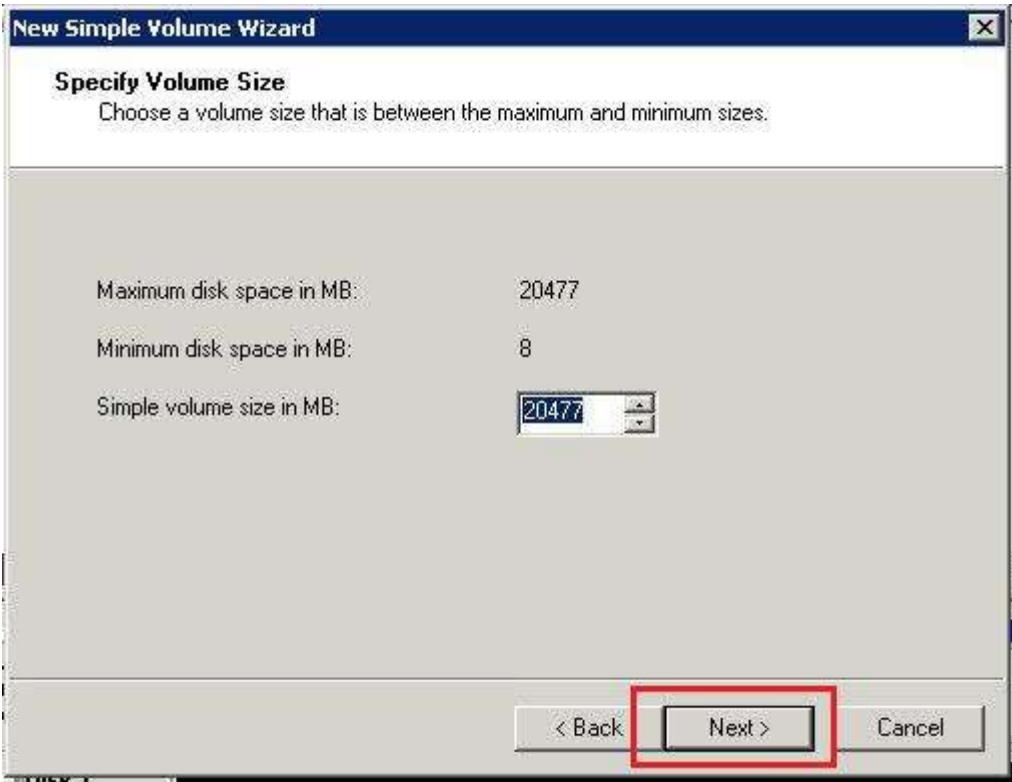 New Simple Volume Wizard
Specify Volume Size
Choose a volume size that is between the maximum and minimum sizes.
Maximum disk space in MB: 20477
Minimum disk space in MB: 8
Simple volume size in MB: 20477
< Back Next > Cancel